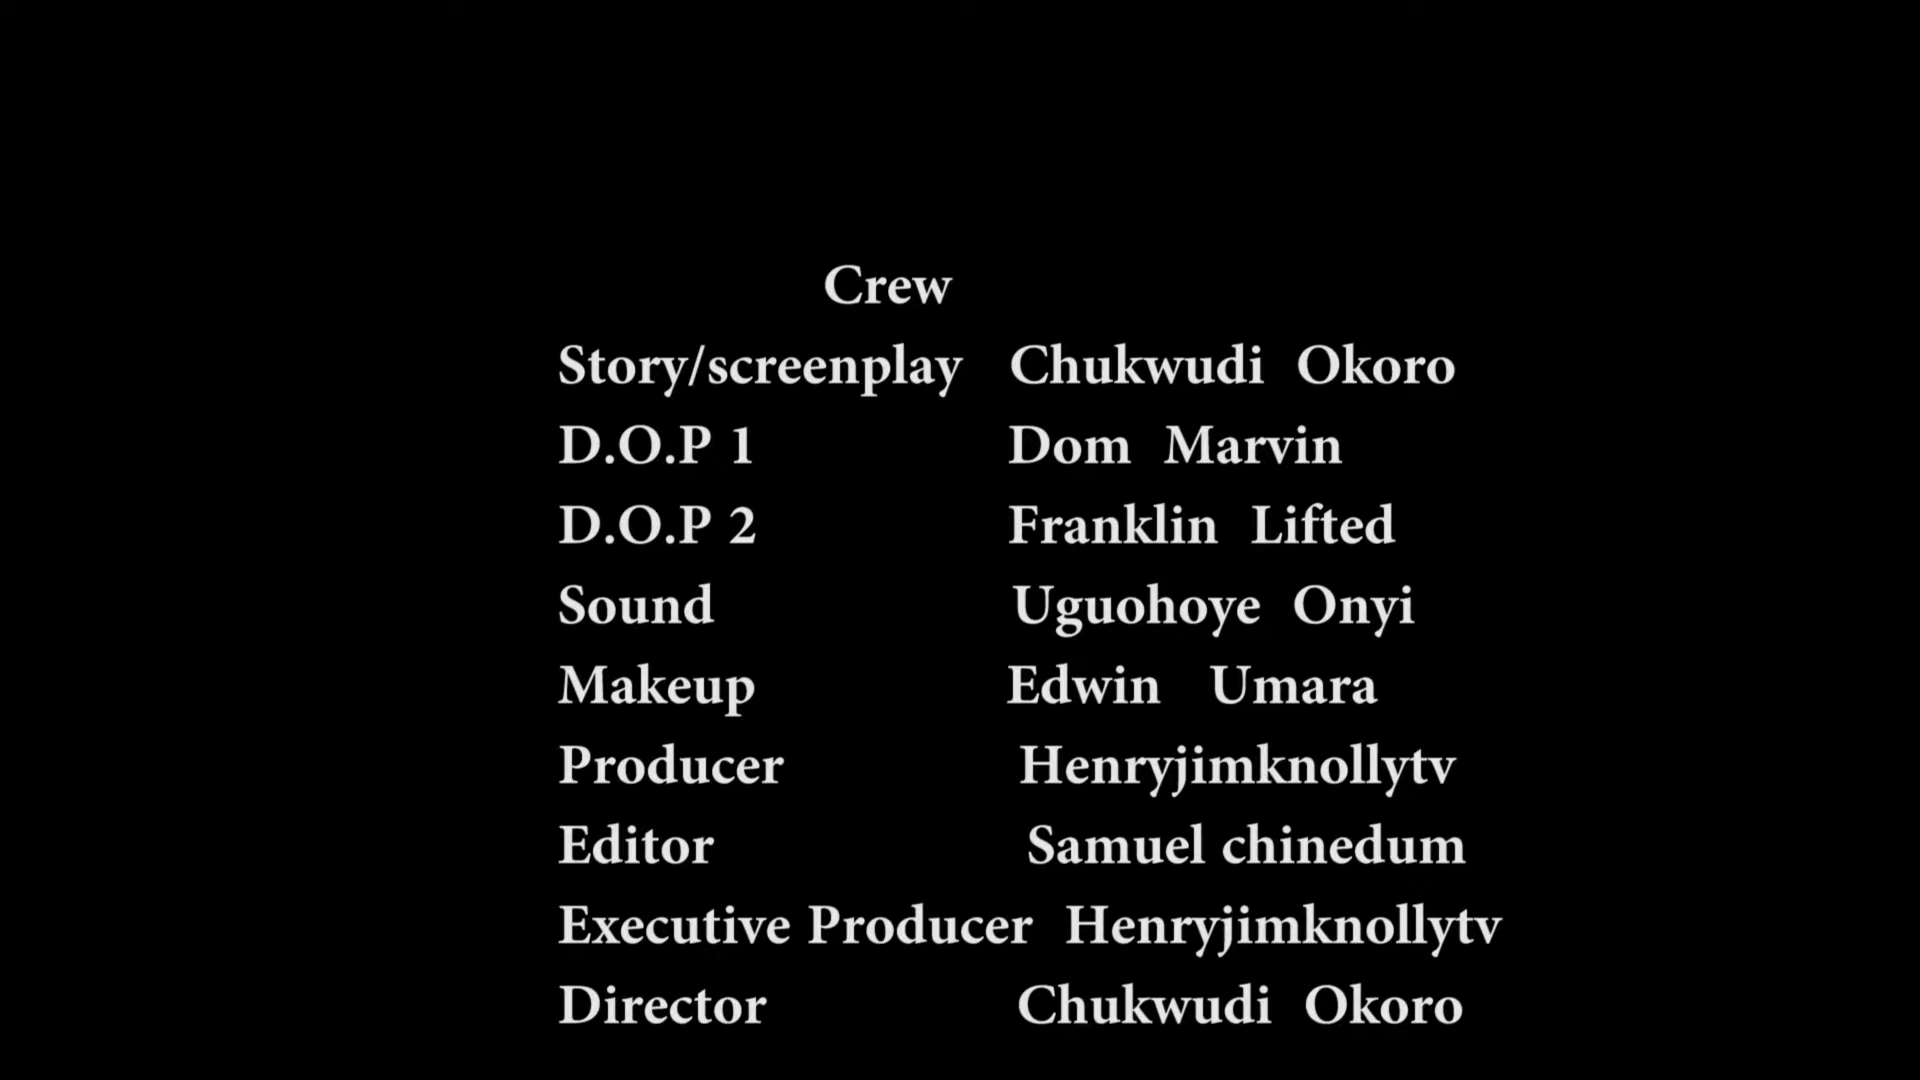 Crew
Story/screenplay Chukwudi Okoro
D.O.P 1 Dom Marvin
D.O.P 2 Franklin Lifted
Sound Uguohoye Onyi
Makeup Edwin Umara
Producer Henryjimknollytv
Editor Samuel chinedum
Executive Producer Henryjimknollytv
Director Chukwudi Okoro